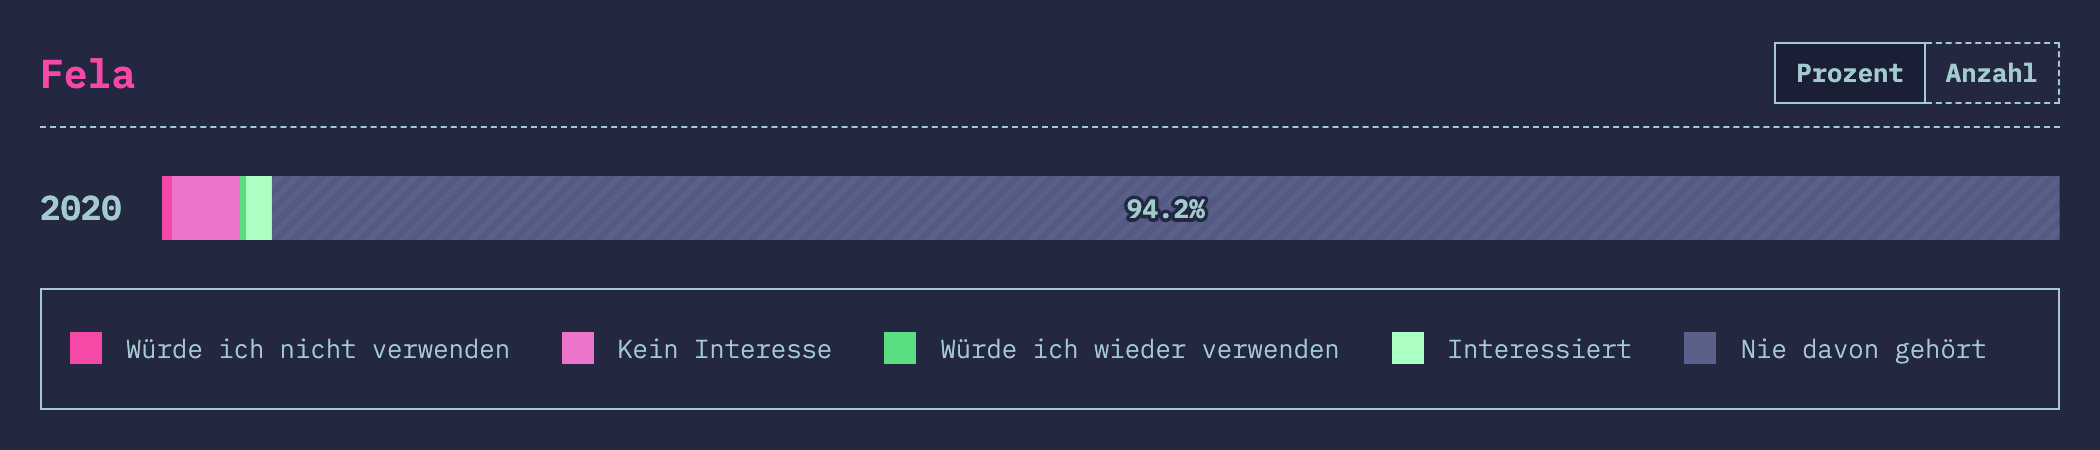 Fela
Prozent Anzahl
2020 94.2%
Würde ich nicht verwenden Kein Interesse Würde ich wieder verwenden Interessiert Nie davon gehört